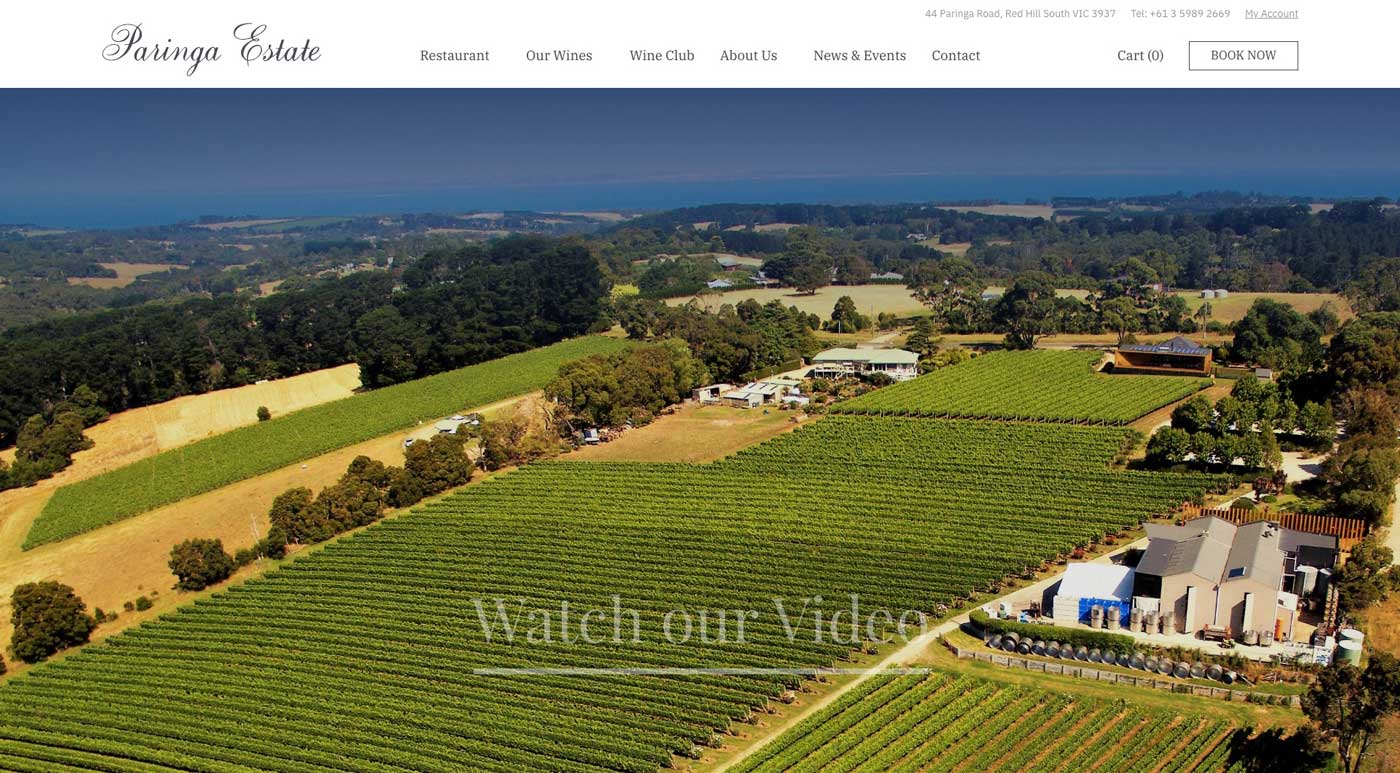 44 Paringa Road, Red Hill South VIC 3937 Tel: +61 3 5989 2669 My Account
Paringa Estate
Restaurant Our Wines Wine Club About Us News & Events Contact Cart (0) BOOK NOW
Watch our Video